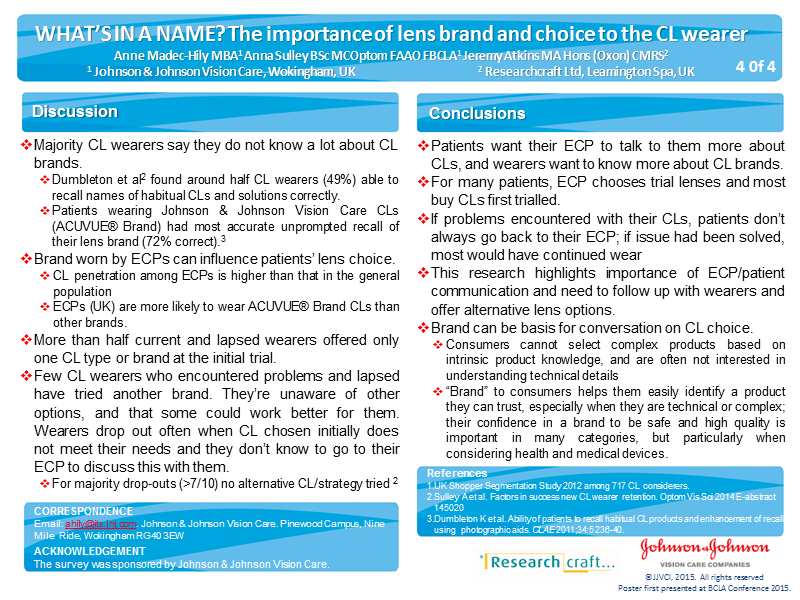 WHAT'S IN A NAME? The importance of lens brand and choice to the CL wearer
Anne Madec-Hily MBA¹ Anna Sulley BSc MCOptom FAAO FBCLA¹ Jeremy Atkins MA Hons (Oxon) CMRS²
¹ Johnson & Johnson Vision Care, Wokingham, UK ² Researchcraft Ltd, Leamington Spa, UK
4 0f 4
Discussion
❖Majority CL wearers say they do not know a lot about CL
brands.
❖Dumbleton et al² found around half CL wearers (49%) able to
recall names of habitual CLs and solutions correctly.
❖Patients wearing Johnson & Johnson Vision Care CLs
(ACUVUE® Brand) had most accurate unprompted recall of
their lens brand (72% correct).³
❖Brand worn by ECPs can influence patients' lens choice.
❖CL penetration among ECPs is higher than that in the general
population
❖ECPs (UK) are more likely to wear ACUVUE® Brand CLs than
other brands.
❖More than half current and lapsed wearers offered only
one CL type or brand at the initial trial.
❖Few CL wearers who encountered problems and lapsed
have tried another brand. They're unaware of other
options, and that some could work better for them.
Wearers drop out often when CL chosen initially does
not meet their needs and they don't know to go to their
ECP to discuss this with them.
❖For majority drop-outs (>7/10) no alternative CL/strategy tried ²
CORRESPONDENCE
Email: ahily@its.jnj.com. Johnson & Johnson Vision Care. Pinewood Campus, Nine
Mile Ride, Wokingham RG40 3EW
ACKNOWLEDGEMENT
The survey was sponsored by Johnson & Johnson Vision Care.
Conclusions
❖Patients want their ECP to talk to them more about
CLs, and wearers want to know more about CL brands.
❖For many patients, ECP chooses trial lenses and most
buy CLs first trialled.
❖If problems encountered with their CLs, patients don't
always go back to their ECP; if issue had been solved,
most would have continued wear
❖This research highlights importance of ECP/patient
communication and need to follow up with wearers and
offer alternative lens options.
❖Brand can be basis for conversation on CL choice.
❖Consumers cannot select complex products based on
intrinsic product knowledge, and are often not interested in
understanding technical details
❖"Brand" to consumers helps them easily identify a product
they can trust, especially when they are technical or complex;
their confidence in a brand to be safe and high quality is
important in many categories, but particularly when
considering health and medical devices.
References
1.UK Shopper Segmentation Study 2012 among 717 CL considerers.
2.Sulley A et al. Factors in success new CL wearer retention. Optom Vis Sci 2014 E-abstract
145020
3.Dumbleton K et al. Ability of patients to recall habitual CL products and enhancement of recall
using photographic aids. CLAE 2011;34:5 236-40.
Research craft...
Johnson & Johnson
VISION CARE COMPANIES
®JJVCI, 2015. All rights reserved
Poster first presented at BCLA Conference 2015.